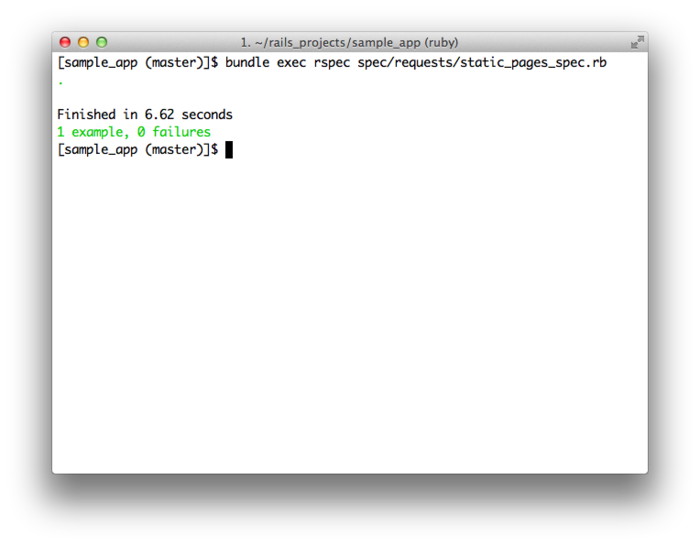 1. ~/rails_projects/sample_app (ruby)
[sample_app (master)]$ bundle exec rspec spec/requests/static_pages_spec.rb
.
Finished in 6.62 seconds
1 example, 0 failures
[sample_app (master)]$